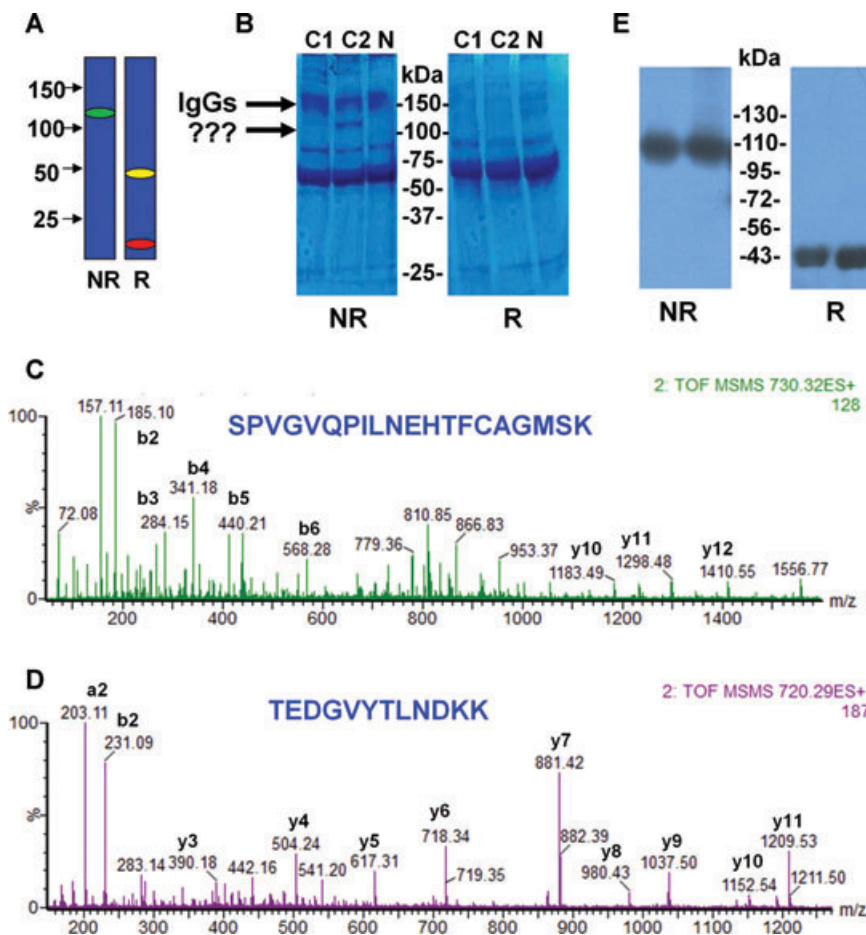 A
150
100
50
25
NR R
B
C1 C2 N
C1 C2 N
kDa
IgGs
???
-150-
-100-
-75-
-50-
-37-
-25-
NR
R
E
kDa
-130-
-110-
-95-
-72-
-56-
-43-
NR
R
C
2: TOF MSMS 730.32ES+
128
SPVGVQPILNEHTFCAGMSK
100
%
0
157.11
185.10
b2
b3
284.15
b4
341.18
b5
440.21
b6
568.28
72.08
779.36
810.85
866.83
953.37
y10
1183.49
y11
1298.48
y12
1410.55
1556.77
200 400 600 800 1000 1200 1400
m/z
D
2: TOF MSMS 720.29ES+
187
TEDGVYTLNDKK
100
%
0
a2
203.11
b2
231.09
283.14
y3
390.18
442.16
y4
504.24
541.20
y5
617.31
y6
718.34
719.35
y7
881.42
882.39
y8
980.43
y9
1037.50
y10
1152.54
y11
1209.53
1211.50
200 300 400 500 600 700 800 900 1000 1100 1200
m/z